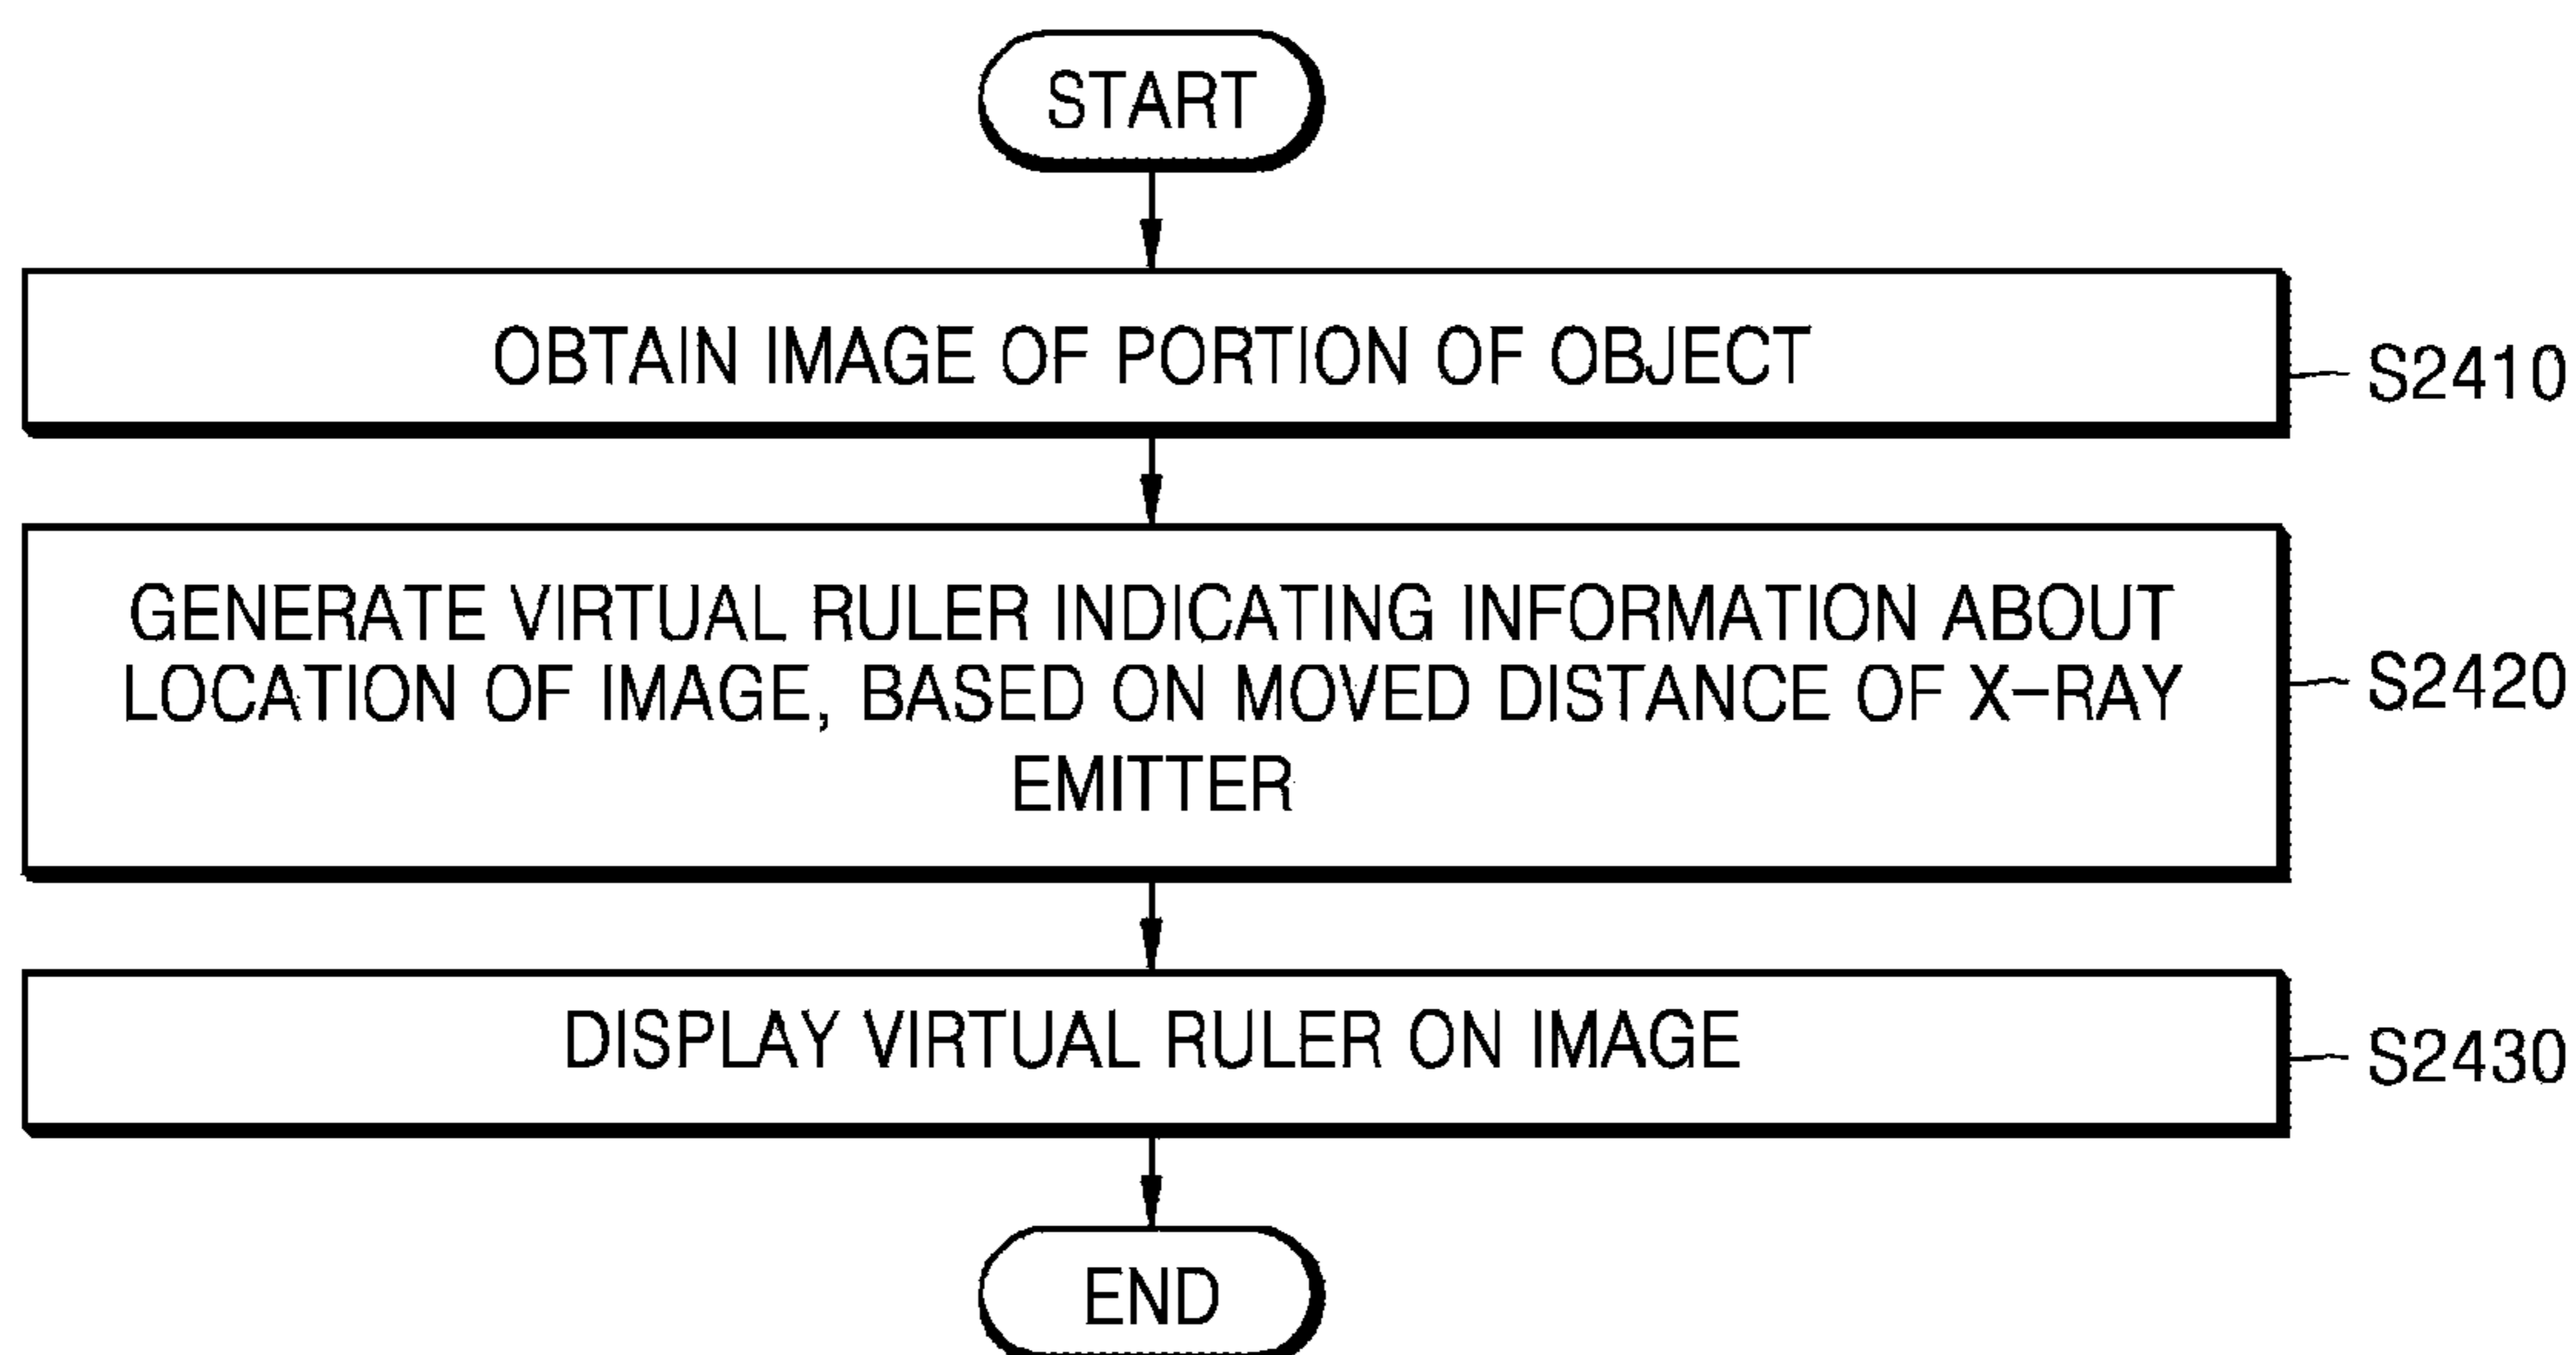 START
OBTAIN IMAGE OF PORTION OF OBJECT
S2410
GENERATE VIRTUAL RULER INDICATING INFORMATION ABOUT
LOCATION OF IMAGE, BASED ON MOVED DISTANCE OF X-RAY
EMITTER
S2420
DISPLAY VIRTUAL RULER ON IMAGE
S2430
END